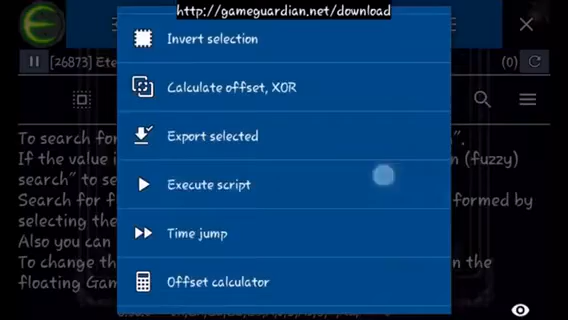 http://gameguardian.net/download
Invert selection
[26873] Ete
(0)
Calculate offset, XOR
To search for
Export selected
If the value i
n (fuzzy)
search" to se
Execute script
Search for f
formed by
selecting the
Time jump
Also you can
To change th
n the
Offset calculator
floating Gam